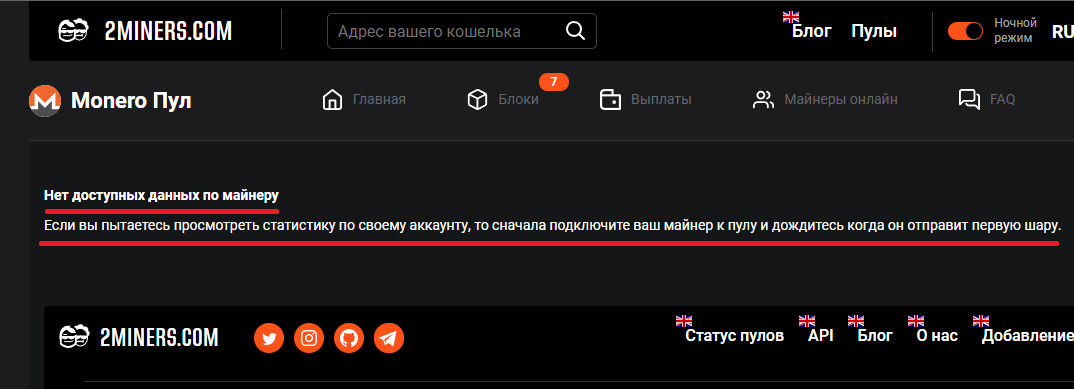 2MINERS.COM
Адрес вашего кошелька
Блог
Пулы
Ночной
режим
RU
Monero Пул
Главная
Блоки
7
Выплаты
Майнеры онлайн
FAQ
Нет доступных данных по майнеру
Если вы пытаетесь просмотреть статистику по своему аккаунту, то сначала подключите ваш майнер к пулу и дождитесь когда он отправит первую шару.
2MINERS.COM
Статус пулов
API
Блог
О нас
Добавление